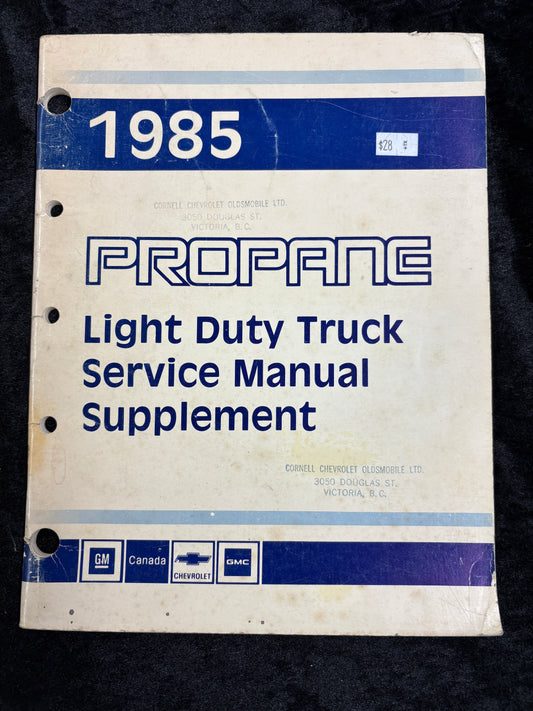 1985
$28
CORNELL CHEVROLET OLDSMOBILE LTD.
3050 DOUGLAS ST.
VICTORIA, B.C.
PROPANE
Light Duty Truck
Service Manual
Supplement
CORNELL CHEVROLET OLDSMOBILE LTD.
3050 DOUGLAS ST.
VICTORIA, B.C.
GM Canada CHEVROLET GMC